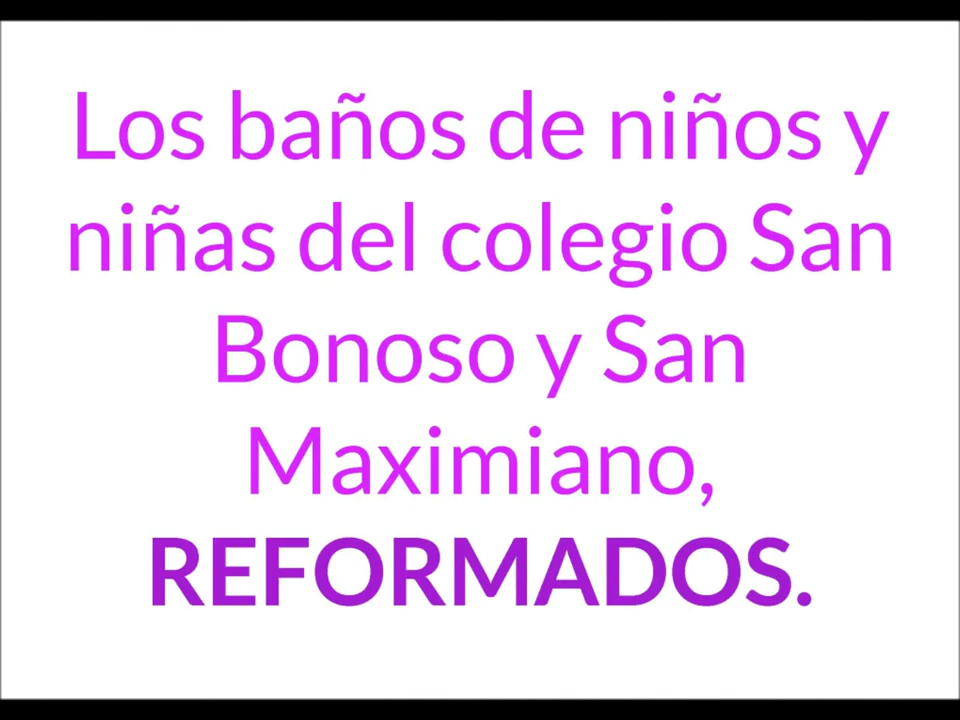 Los baños de niños y
niñas del colegio San
Bonoso y San
Maximiano,
REFORMADOS.